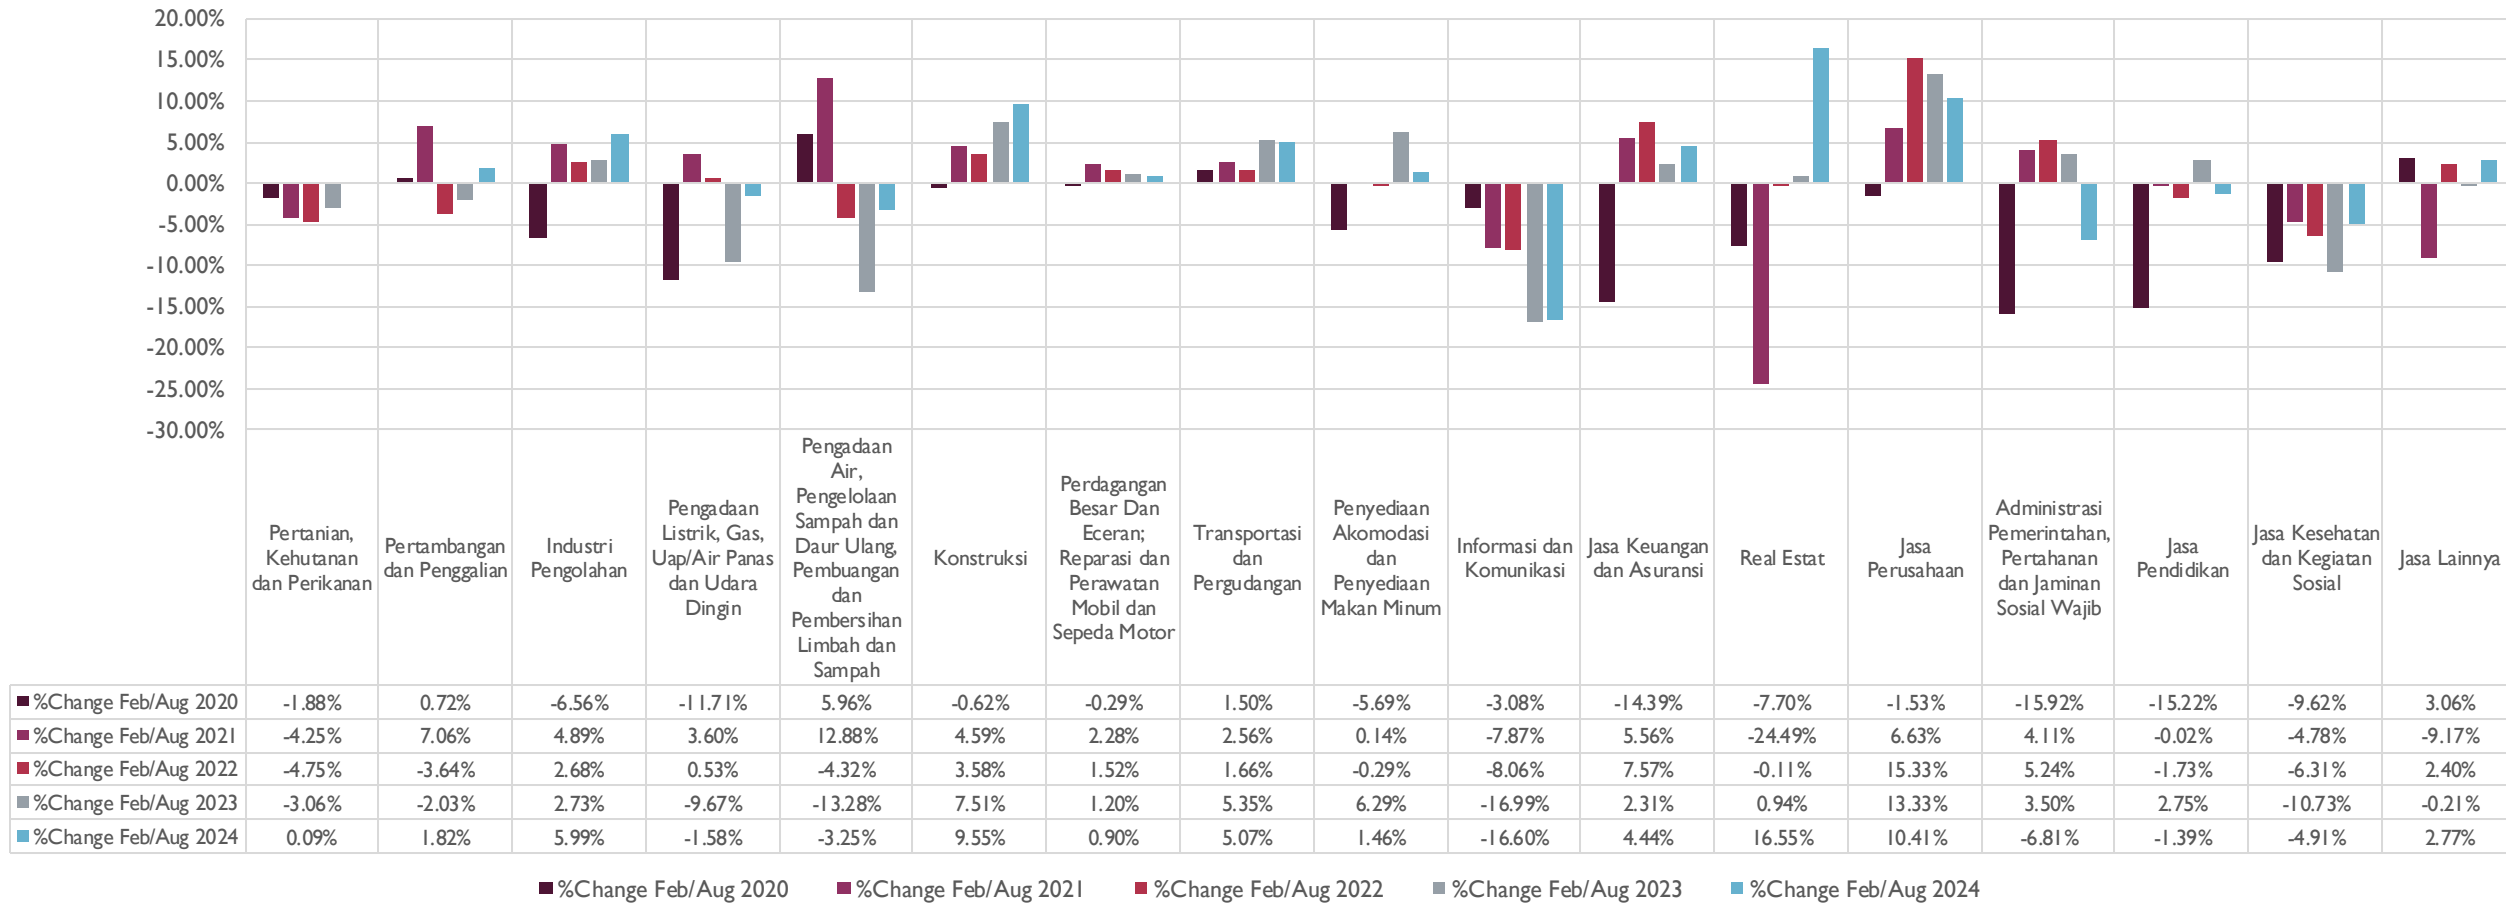 20.00%
15.00%
10.00%
5.00%
0.00%
-5.00%
-10.00%
-15.00%
-20.00%
-25.00%
-30.00%
Pertanian,
Kehutanan
dan Perikanan
Pertambangan
dan Penggalian
Industri
Pengolahan
Pengadaan
Listrik, Gas,
Uap/Air Panas
dan Udara
Dingin
Pengadaan
Air,
Pengelolaan
Sampah dan
Daur Ulang,
Pembuangan
dan
Pembersihan
Limbah dan
Sampah
Konstruksi
Perdagangan
Besar Dan
Eceran;
Reparasi dan
Perawatan
Mobil dan
Sepeda Motor
Transportasi
dan
Pergudangan
Penyediaan
Akomodasi
dan
Penyediaan
Makan Minum
Informasi dan
Komunikasi
Jasa Keuangan
dan Asuransi
Real Estat
Jasa
Perusahaan
Administrasi
Pemerintahan,
Pertahanan
dan Jaminan
Sosial Wajib
Jasa
Pendidikan
Jasa Kesehatan
dan Kegiatan
Sosial
Jasa Lainnya
%Change Feb/Aug 2020 -1.88% 0.72% -6.56% -11.71% 5.96% -0.62% -0.29% 1.50% -5.69% -3.08% -14.39% -7.70% -1.53% -15.92% -15.22% -9.62% 3.06%
%Change Feb/Aug 2021 -4.25% 7.06% 4.89% 3.60% 12.88% 4.59% 2.28% 2.56% 0.14% -7.87% 5.56% -24.49% 6.63% 4.11% -0.02% -4.78% -9.17%
%Change Feb/Aug 2022 -4.75% -3.64% 2.68% 0.53% -4.32% 3.58% 1.52% 1.66% -0.29% -8.06% 7.57% -0.11% 15.33% 5.24% -1.73% -6.31% 2.40%
%Change Feb/Aug 2023 -3.06% -2.03% 2.73% -9.67% -13.28% 7.51% 1.20% 5.35% 6.29% -16.99% 2.31% 0.94% 13.33% 3.50% 2.75% -10.73% -0.21%
%Change Feb/Aug 2024 0.09% 1.82% 5.99% -1.58% -3.25% 9.55% 0.90% 5.07% 1.46% -16.60% 4.44% 16.55% 10.41% -6.81% -1.39% -4.91% 2.77%
%Change Feb/Aug 2020 %Change Feb/Aug 2021 %Change Feb/Aug 2022 %Change Feb/Aug 2023 %Change Feb/Aug 2024